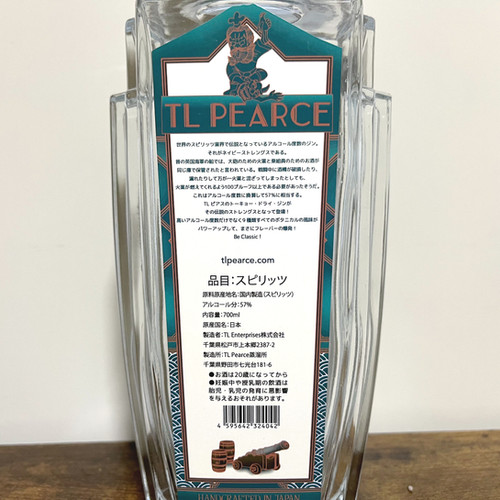 TL PEARCE
世界のスピリッツ業界で伝説となっているアルコール度数のジン。
それがネイビーストレングスである。
昔の英国海軍の船では、大砲のための火薬と乗組員のためのお酒が
同じ庫で保管されたと言われている。戦闘中に酒樽が破損したり、
漏れたりして万が一火薬と混ざってしまったとしても、
火薬が燃えてくれるよう100プルーフ以上である必要があったそうだ。
これはアルコール度数に換算して57％に相当する。
TL ピアスのトーキョー・ドライ・ジンが
その伝説のストレングスとなって登場！
高いアルコール度数だけでなく９種類すべてのボタニカルの風味が
パワーアップして、まさにフレーバーの爆発！
Be Classic！
tlpearce.com
品目：スピリッツ
原料原産地名：国内製造（スピリッツ）
アルコール分：57%
内容量：700ml
原産国名：日本
製造者：TL Enterprises株式会社
千葉県松戸市上本郷2387-2
製造所：TL Pearce蒸溜所
千葉県野田市七光台181-6
●お酒は20歳になってから
●妊娠中や授乳期の飲酒は
胎児・乳児の発育に悪影響
を与えるおそれがあります。
4 595642 324042
HANDCRAFTED IN JAPAN